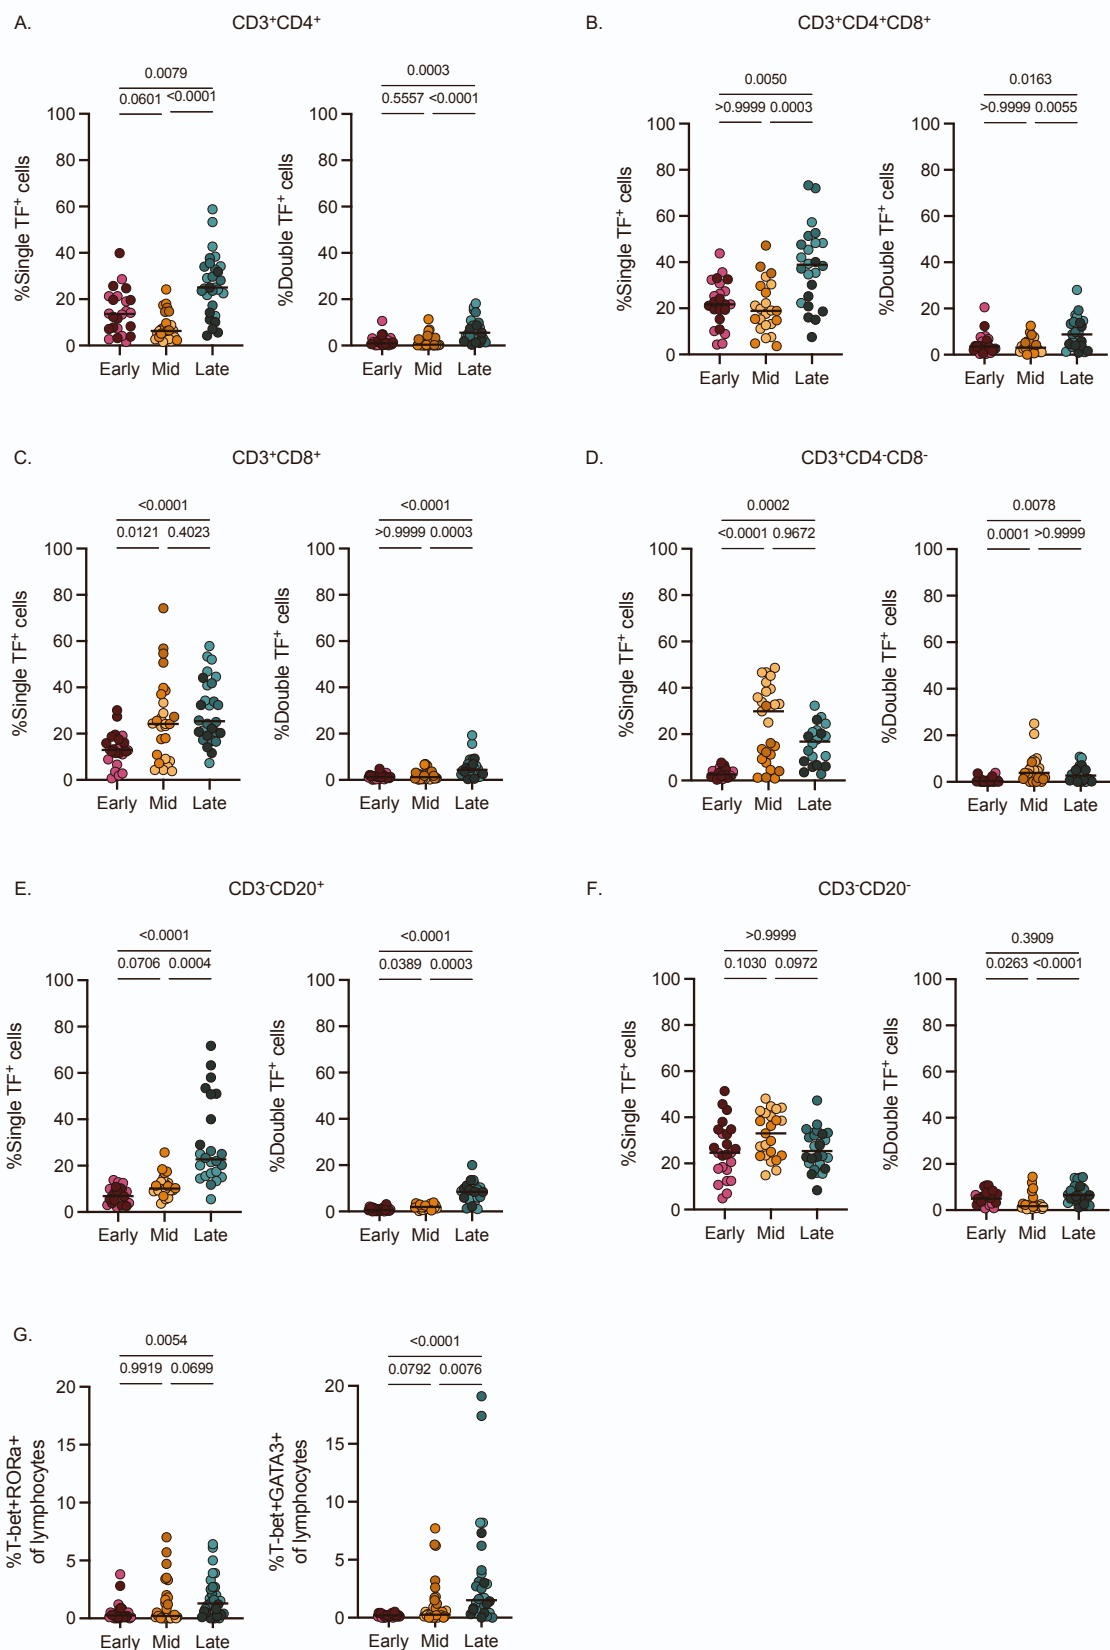 A.
CD3⁺CD4⁺
0.0079
0.0601 <0.0001
100
80
60
40
20
0
%Single TF⁺ cells
Early Mid Late
0.0003
0.5557 <0.0001
100
80
60
40
20
0
%Double TF⁺ cells
Early Mid Late
B.
CD3⁺CD4⁺CD8⁺
0.0050
>0.9999 0.0003
100
80
60
40
20
0
%Single TF⁺ cells
Early Mid Late
0.0163
>0.9999 0.0055
100
80
60
40
20
0
%Double TF⁺ cells
Early Mid Late
C.
CD3⁺CD8⁺
<0.0001
0.0121 0.4023
100
80
60
40
20
0
%Single TF⁺ cells
Early Mid Late
<0.0001
>0.9999 0.0003
100
80
60
40
20
0
%Double TF⁺ cells
Early Mid Late
D.
CD3⁺CD4⁻CD8⁻
0.0002
<0.0001 0.9672
100
80
60
40
20
0
%Single TF⁺ cells
Early Mid Late
0.0078
0.0001 >0.9999
100
80
60
40
20
0
%Double TF⁺ cells
Early Mid Late
E.
CD3⁻CD20⁺
<0.0001
0.0706 0.0004
100
80
60
40
20
0
%Single TF⁺ cells
Early Mid Late
<0.0001
0.0389 0.0003
100
80
60
40
20
0
%Double TF⁺ cells
Early Mid Late
F.
CD3⁻CD20⁻
>0.9999
0.1030 0.0972
100
80
60
40
20
0
%Single TF⁺ cells
Early Mid Late
0.3909
0.0263 <0.0001
100
80
60
40
20
0
%Double TF⁺ cells
Early Mid Late
G.
0.0054
0.9919 0.0699
20
15
10
5
0
%T-bet+RORa+
of lymphocytes
Early Mid Late
<0.0001
0.0792 0.0076
20
15
10
5
0
%T-bet+GATA3+
of lymphocytes
Early Mid Late